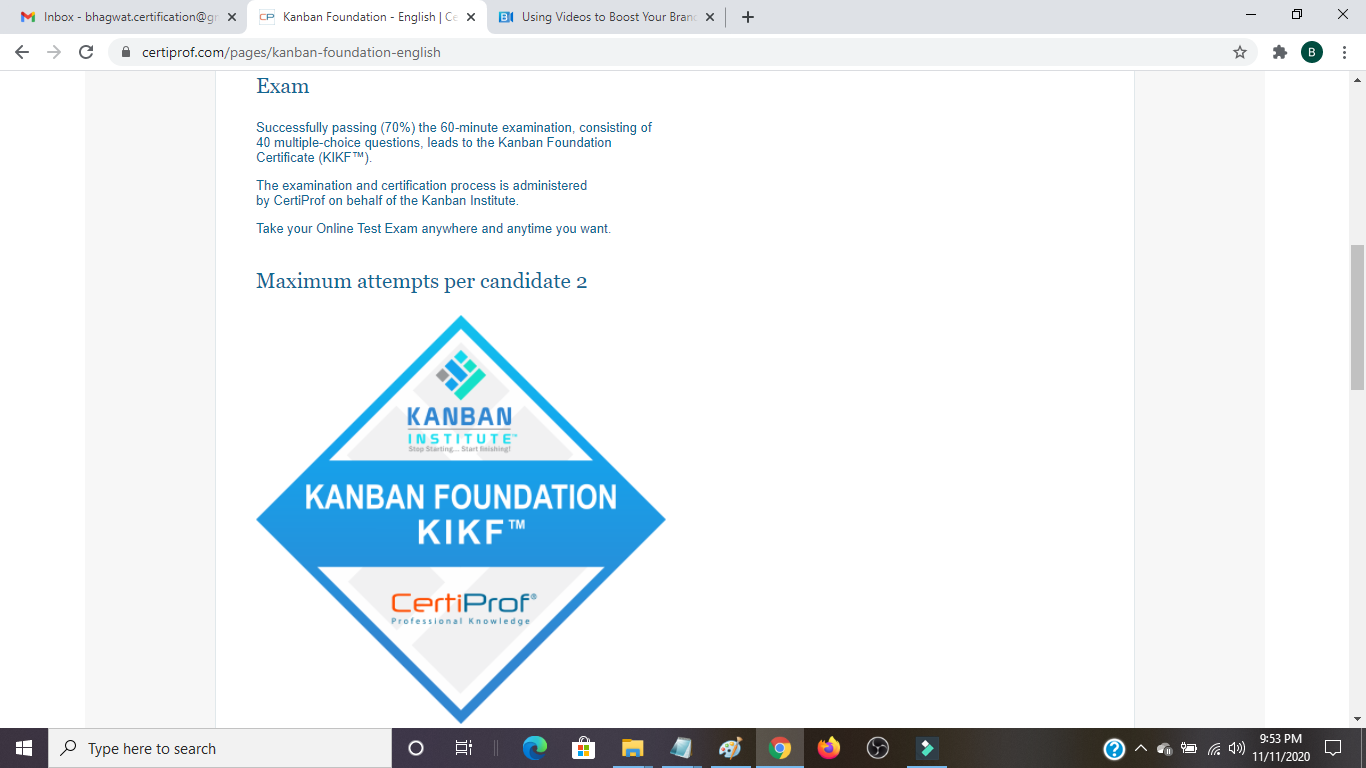 Inbox - bhagwat.certification@gr
Kanban Foundation - English | Ce
Using Videos to Boost Your Bran
certiprof.com/pages/kanban-foundation-english
B
Exam
Successfully passing (70%) the 60-minute examination, consisting of
40 multiple-choice questions, leads to the Kanban Foundation
Certificate (KIKF™).
The examination and certification process is administered
by CertiProf on behalf of the Kanban Institute.
Take your Online Test Exam anywhere and anytime you want.
Maximum attempts per candidate 2
KANBAN
INSTITUTE™
Stop Starting... Start finishing!
KANBAN FOUNDATION
KIKF™
CertiProf®
Professional Knowledge
Type here to search
9:53 PM
11/11/2020